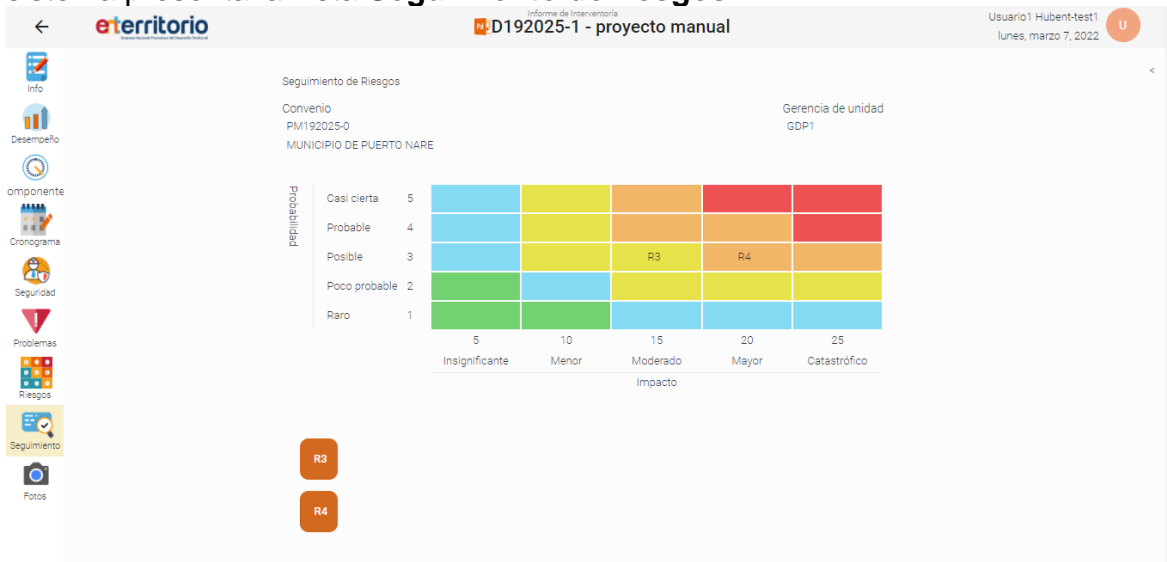 Informe de Interventoría
D192025-1 - proyecto manual
Usuario1 Hubent-test1
lunes, marzo 7, 2022
U
eterritorio
Info
Desempeño
omponente
Cronograma
Seguridad
Problemas
Riesgos
Seguimiento
Fotos
<
Seguimiento de Riesgos
Convenio
PM192025-0
MUNICIPIO DE PUERTO NARE
Gerencia de unidad
GDP1
Probabilidad
Casi cierta 5
Probable 4
Posible 3 R3 R4
Poco probable 2
Raro 1
5 10 15 20 25
Insignificante Menor Moderado Mayor Catastrófico
Impacto
R3
R4